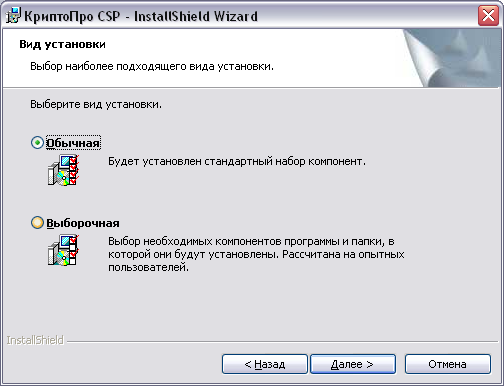 КриптоПро CSP - InstallShield Wizard
Вид установки
Выбор наиболее подходящего вида установки.
Выберите вид установки.
Обычная
Будет установлен стандартный набор компонент.
Выборочная
Выбор необходимых компонентов программы и папки, в
которой они будут установлены. Рассчитана на опытных
пользователей.
InstallShield
< Назад
Далее >
Отмена